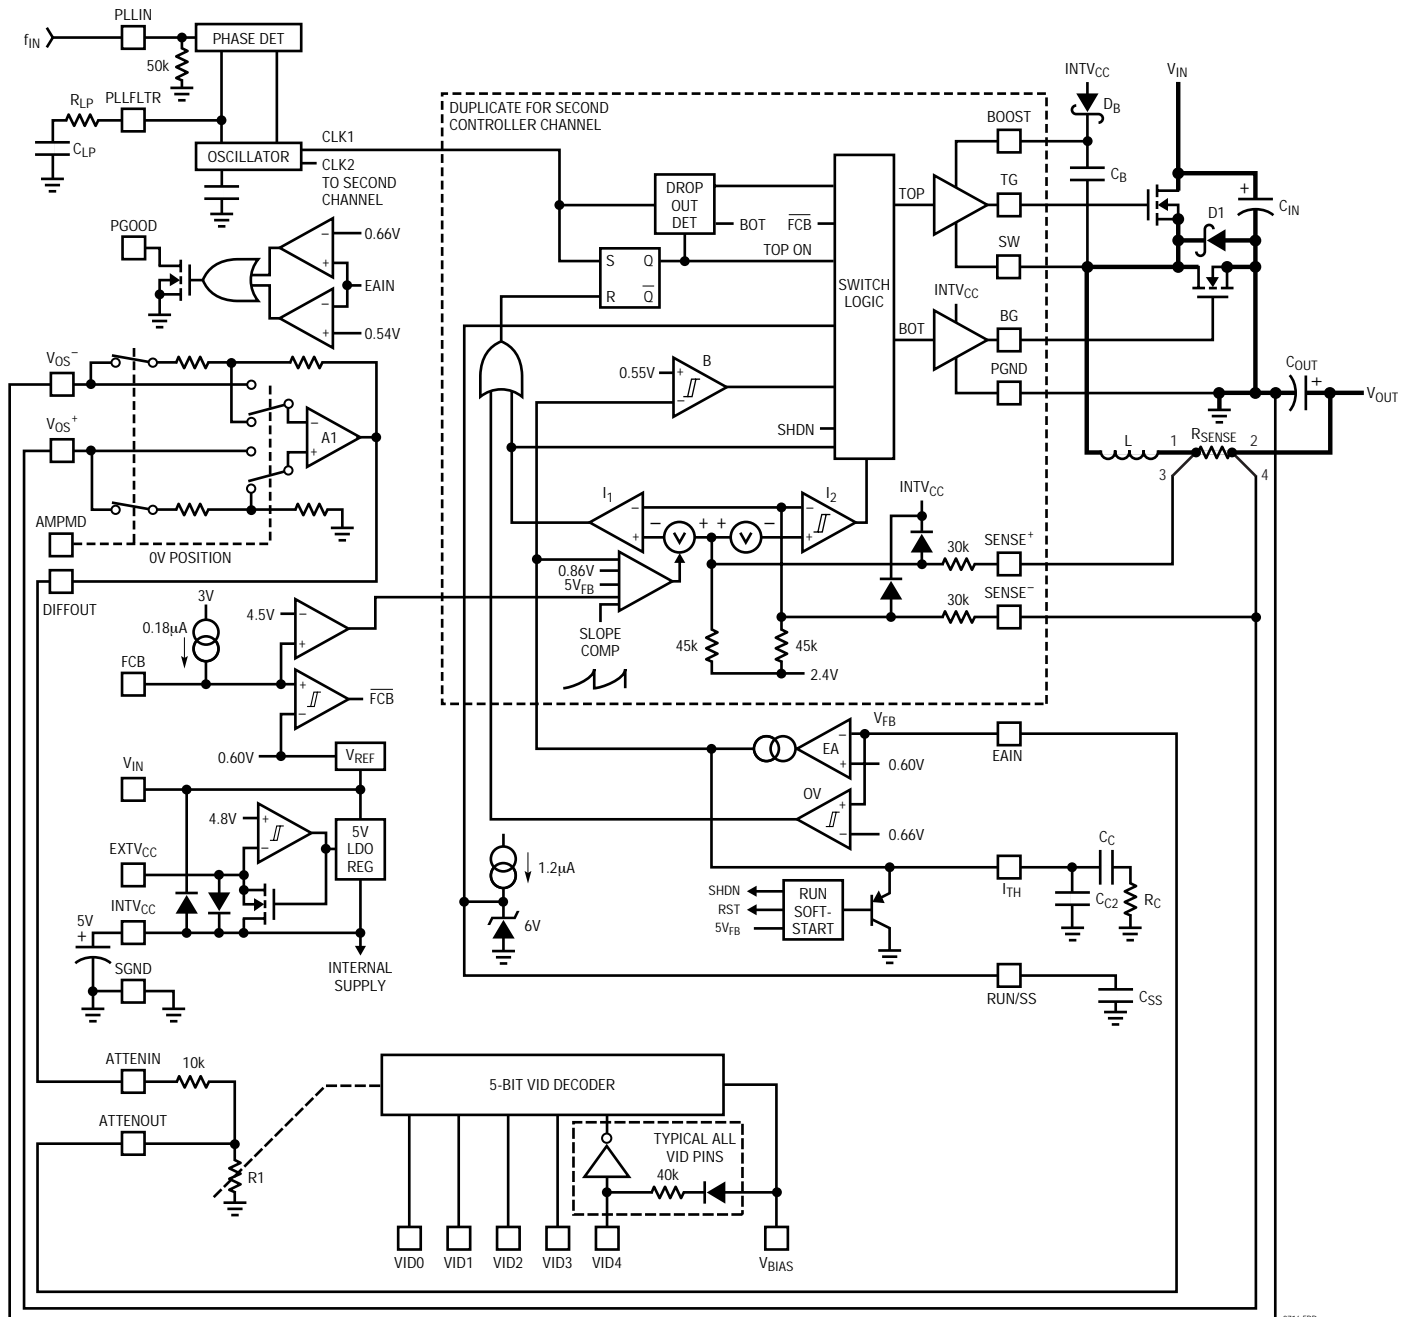 PLLIN
fIN
PHASE DET
50k
RLP
PLLFLTR
CLP
OSCILLATOR
CLK1
CLK2
TO SECOND
CHANNEL
PGOOD
−
0.66V
+
EAIN
−
+
0.54V
VOS−
VOS+
−
A1
+
AMPMD
0V POSITION
DIFFOUT
3V
0.18µA
4.5V
−
+
FCB
+
−
FCB
0.60V
VREF
VIN
4.8V
+
−
5V
LDO
REG
EXTVCC
INTVCC
5V
+
SGND
INTERNAL
SUPPLY
DUPLICATE FOR SECOND
CONTROLLER CHANNEL
DROP
OUT
DET
BOT
FCB
TOP ON
S
Q
R
Q
SWITCH
LOGIC
0.55V
+
−
B
SHDN
I1
−
+
−
+
+
−
I2
−
+
0.86V
5VFB
SLOPE
COMP
45k
45k
2.4V
INTVCC
30k
SENSE+
30k
SENSE−
TOP
BOT
INTVCC
BOOST
TG
SW
BG
PGND
INTVCC
DB
CB
VIN
+
CIN
D1
COUT
+
VOUT
L
1
RSENSE
2
3
4
VFB
EA
−
+
0.60V
EAIN
OV
+
−
0.66V
1.2µA
6V
SHDN
RST
5VFB
RUN
SOFT-
START
ITH
CC
CC2
RC
RUN/SS
CSS
ATTENIN
10k
ATTENOUT
R1
5-BIT VID DECODER
TYPICAL ALL
VID PINS
40k
VID0
VID1
VID2
VID3
VID4
VBIAS